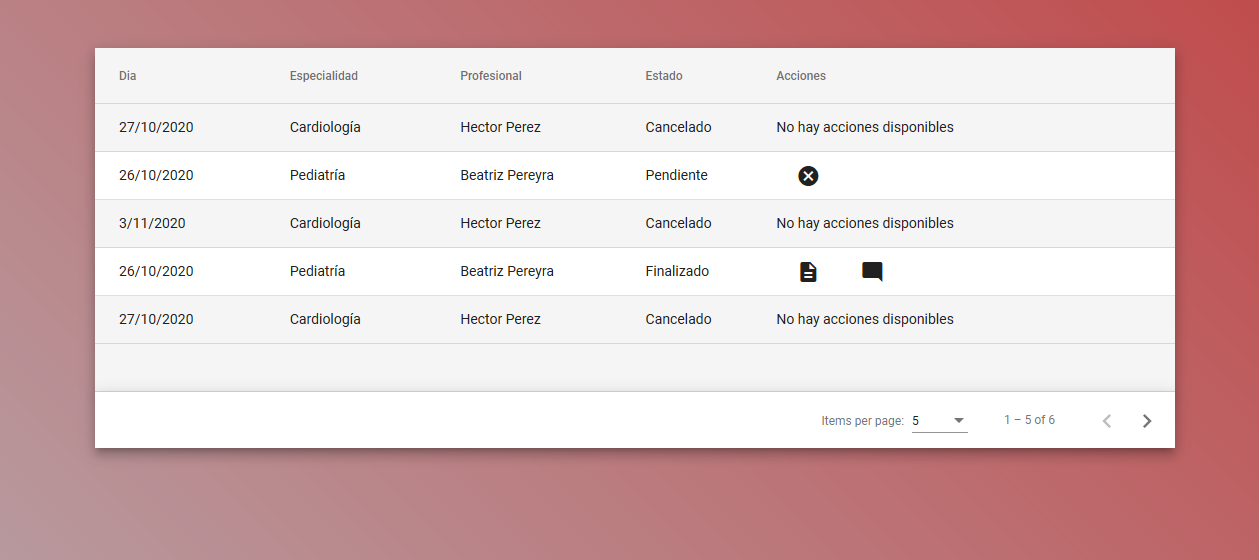 Dia Especialidad Profesional Estado Acciones
27/10/2020 Cardiología Hector Perez Cancelado No hay acciones disponibles
26/10/2020 Pediatría Beatriz Pereyra Pendiente
3/11/2020 Cardiología Hector Perez Cancelado No hay acciones disponibles
26/10/2020 Pediatría Beatriz Pereyra Finalizado
27/10/2020 Cardiología Hector Perez Cancelado No hay acciones disponibles
Items per page: 5 1 – 5 of 6